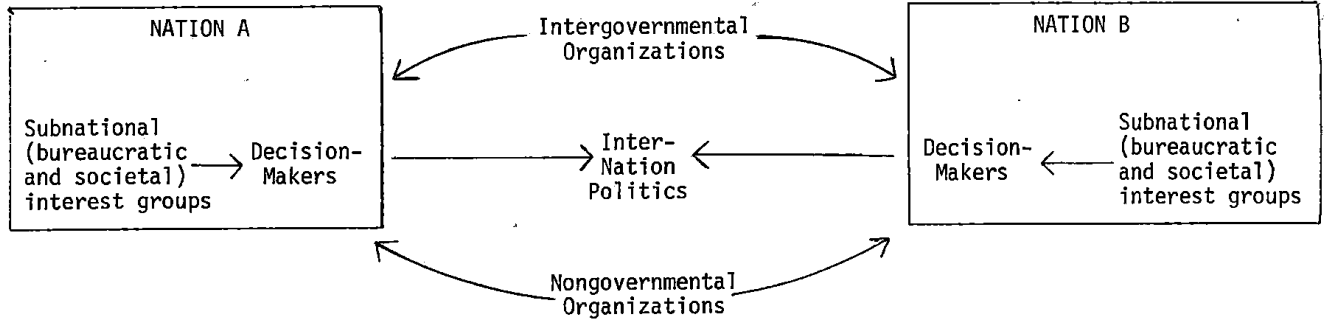 NATION A
Intergovernmental
Organizations
NATION B
Subnational
(bureaucratic
and societal)
interest groups
Decision-
Makers
Inter-
Nation
Politics
Decision-
Makers
Subnational
(bureaucratic
and societal)
interest groups
Nongovernmental
Organizations